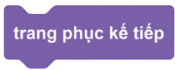 trang phục kế tiếp